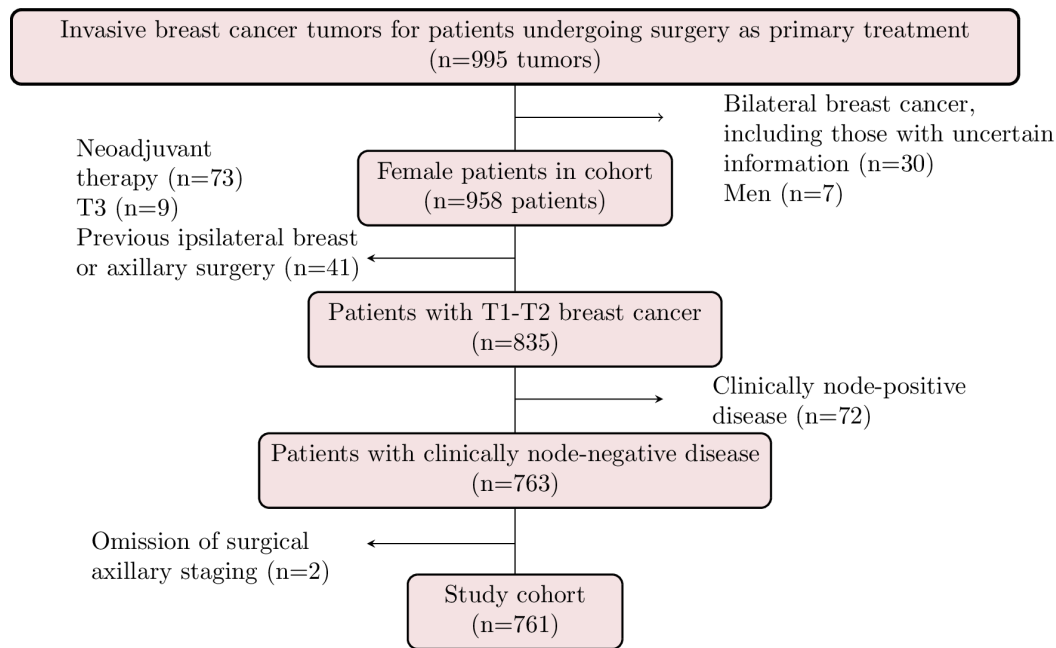 Invasive breast cancer tumors for patients undergoing surgery as primary treatment
(n=995 tumors)
Bilateral breast cancer,
including those with uncertain
information (n=30)
Men (n=7)
Female patients in cohort
(n=958 patients)
Neoadjuvant
therapy (n=73)
T3 (n=9)
Previous ipsilateral breast
or axillary surgery (n=41)
Patients with T1-T2 breast cancer
(n=835)
Clinically node-positive
disease (n=72)
Patients with clinically node-negative disease
(n=763)
Omission of surgical
axillary staging (n=2)
Study cohort
(n=761)